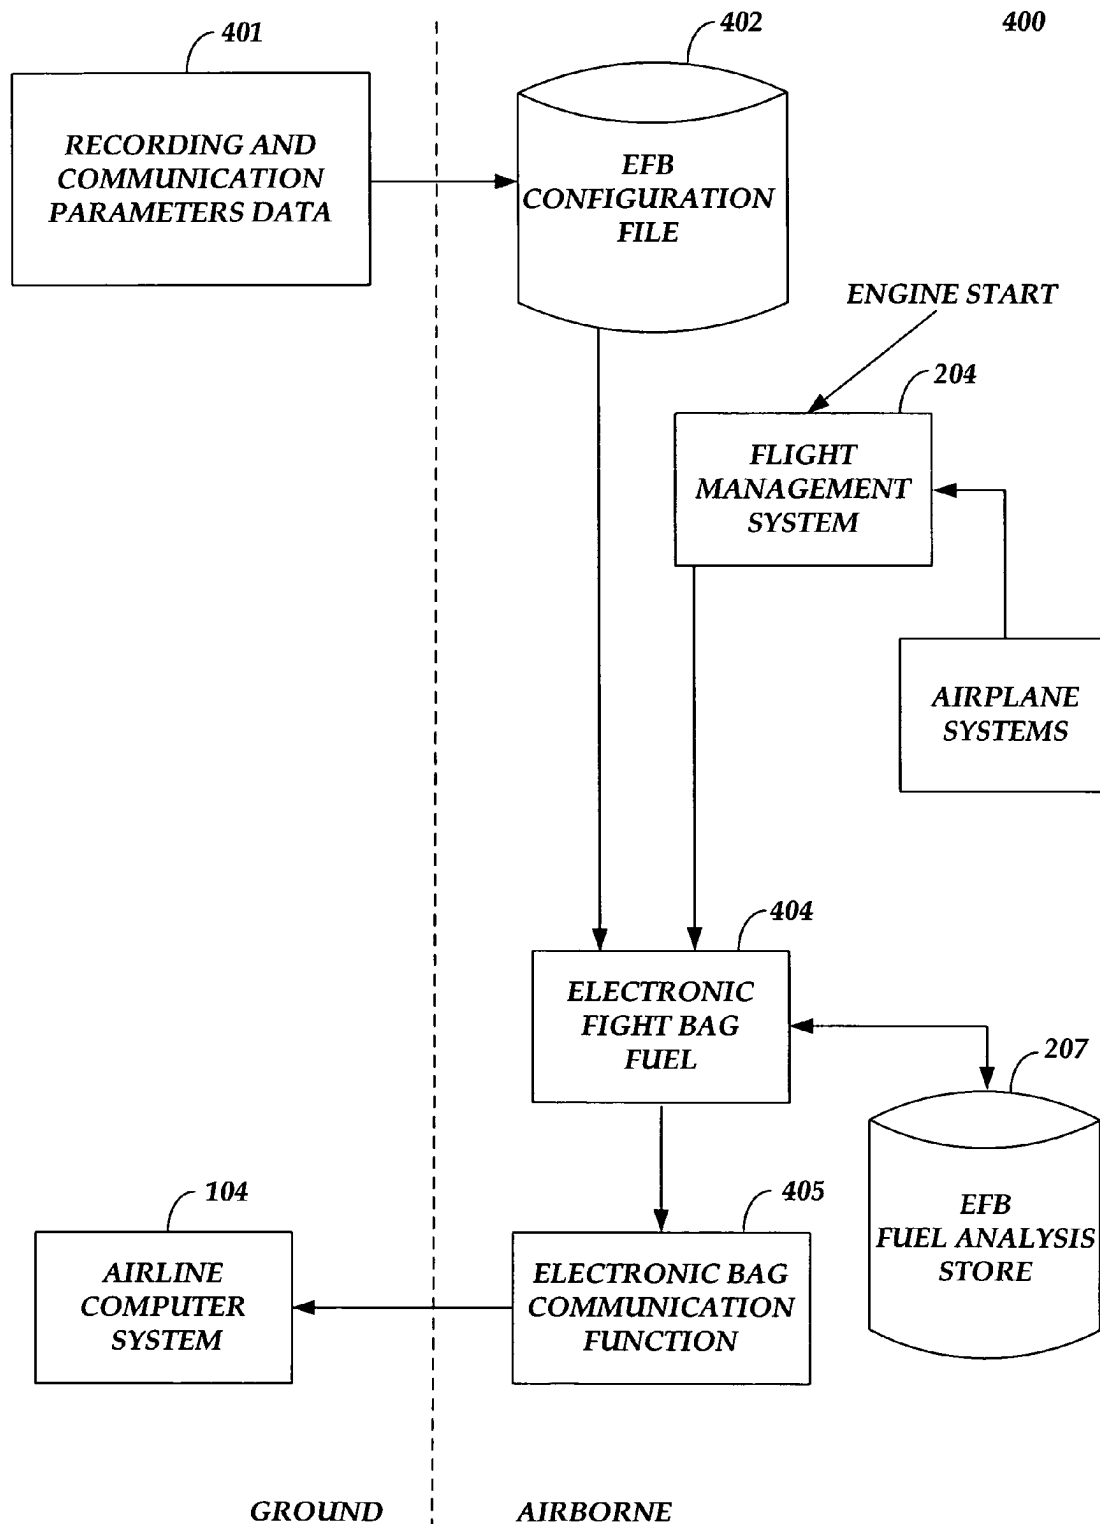 401
402
400
RECORDING AND
COMMUNICATION
PARAMETERS DATA
EFB
CONFIGURATION
FILE
ENGINE START
204
FLIGHT
MANAGEMENT
SYSTEM
AIRPLANE
SYSTEMS
404
ELECTRONIC
FIGHT BAG
FUEL
207
EFB
FUEL ANALYSIS
STORE
104
405
AIRLINE
COMPUTER
SYSTEM
ELECTRONIC BAG
COMMUNICATION
FUNCTION
GROUND
AIRBORNE